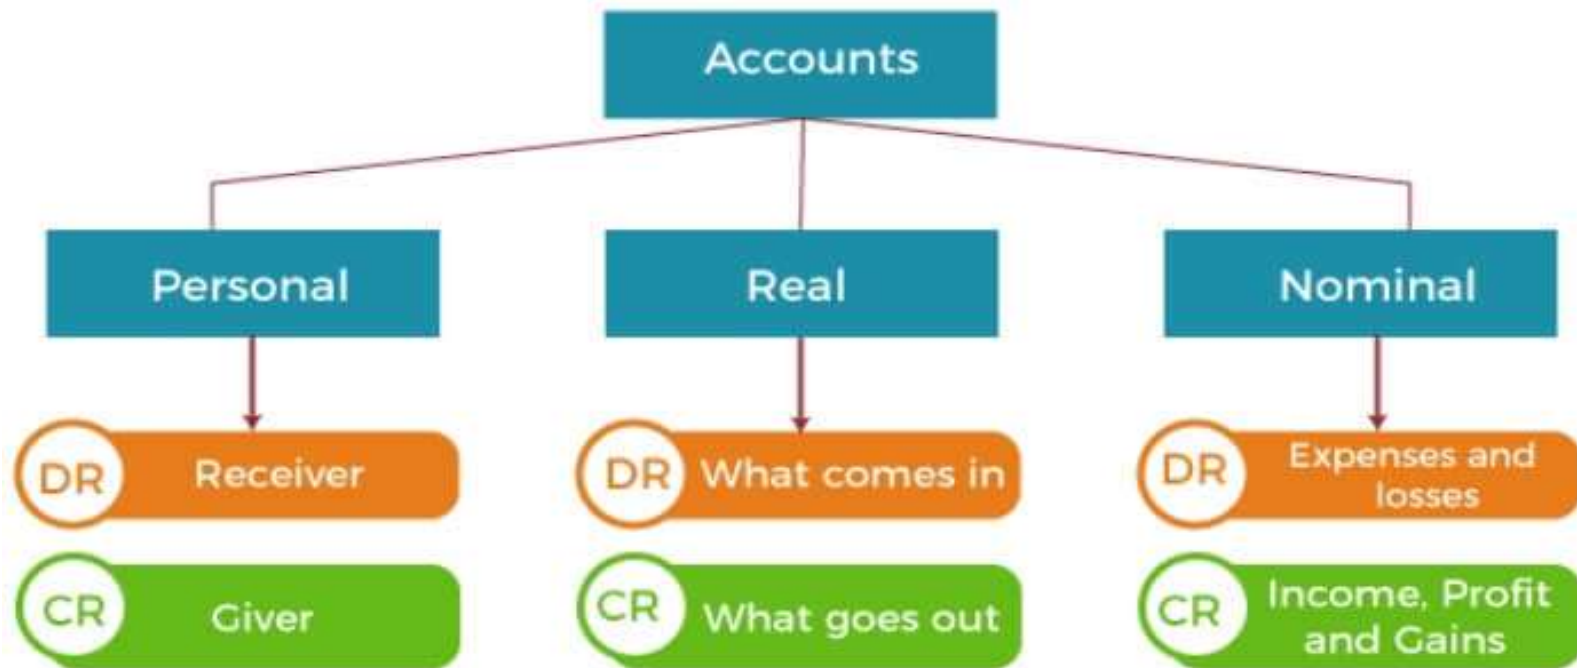 Accounts
Personal
Real
Nominal
DR Receiver
DR What comes in
DR Expenses and
losses
CR Giver
CR What goes out
CR Income, Profit
and Gains